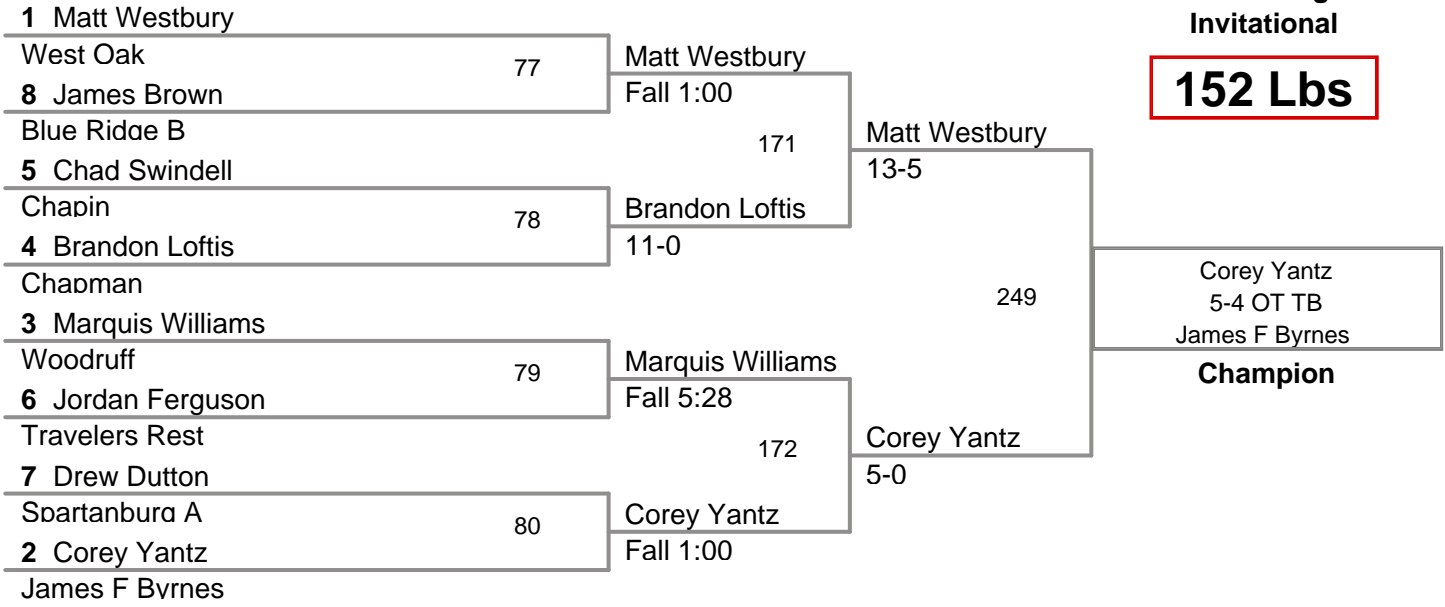 1 Matt Westbury
West Oak
8 James Brown
Blue Ridge B
5 Chad Swindell
Chapin
4 Brandon Loftis
Chapman
3 Marquis Williams
Woodruff
6 Jordan Ferguson
Travelers Rest
7 Drew Dutton
Spartanburg A
2 Corey Yantz
James F Byrnes
77
78
79
80
Matt Westbury
Fall 1:00
Brandon Loftis
11-0
Marquis Williams
Fall 5:28
Corey Yantz
Fall 1:00
171
172
Matt Westbury
13-5
Corey Yantz
5-0
249
Invitational
152 Lbs
Corey Yantz
5-4 OT TB
James F Byrnes
Champion